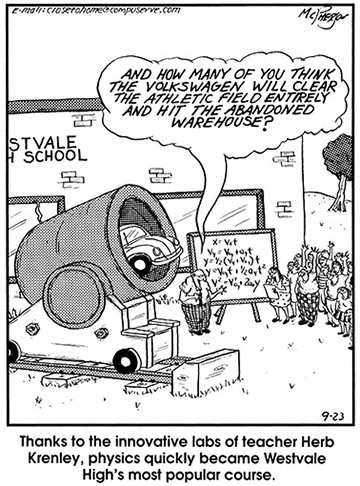 E-mail: closetohome@compuserve.com
McPherson
AND HOW MANY OF YOU THINK
THE VOLKSWAGEN WILL CLEAR
THE ATHLETIC FIELD ENTIRELY
AND HIT THE ABANDONED
WAREHOUSE?
STVALE
H SCHOOL
X = Vₓt
9-23
Thanks to the innovative labs of teacher Herb
Krenley, physics quickly became Westvale
High's most popular course.